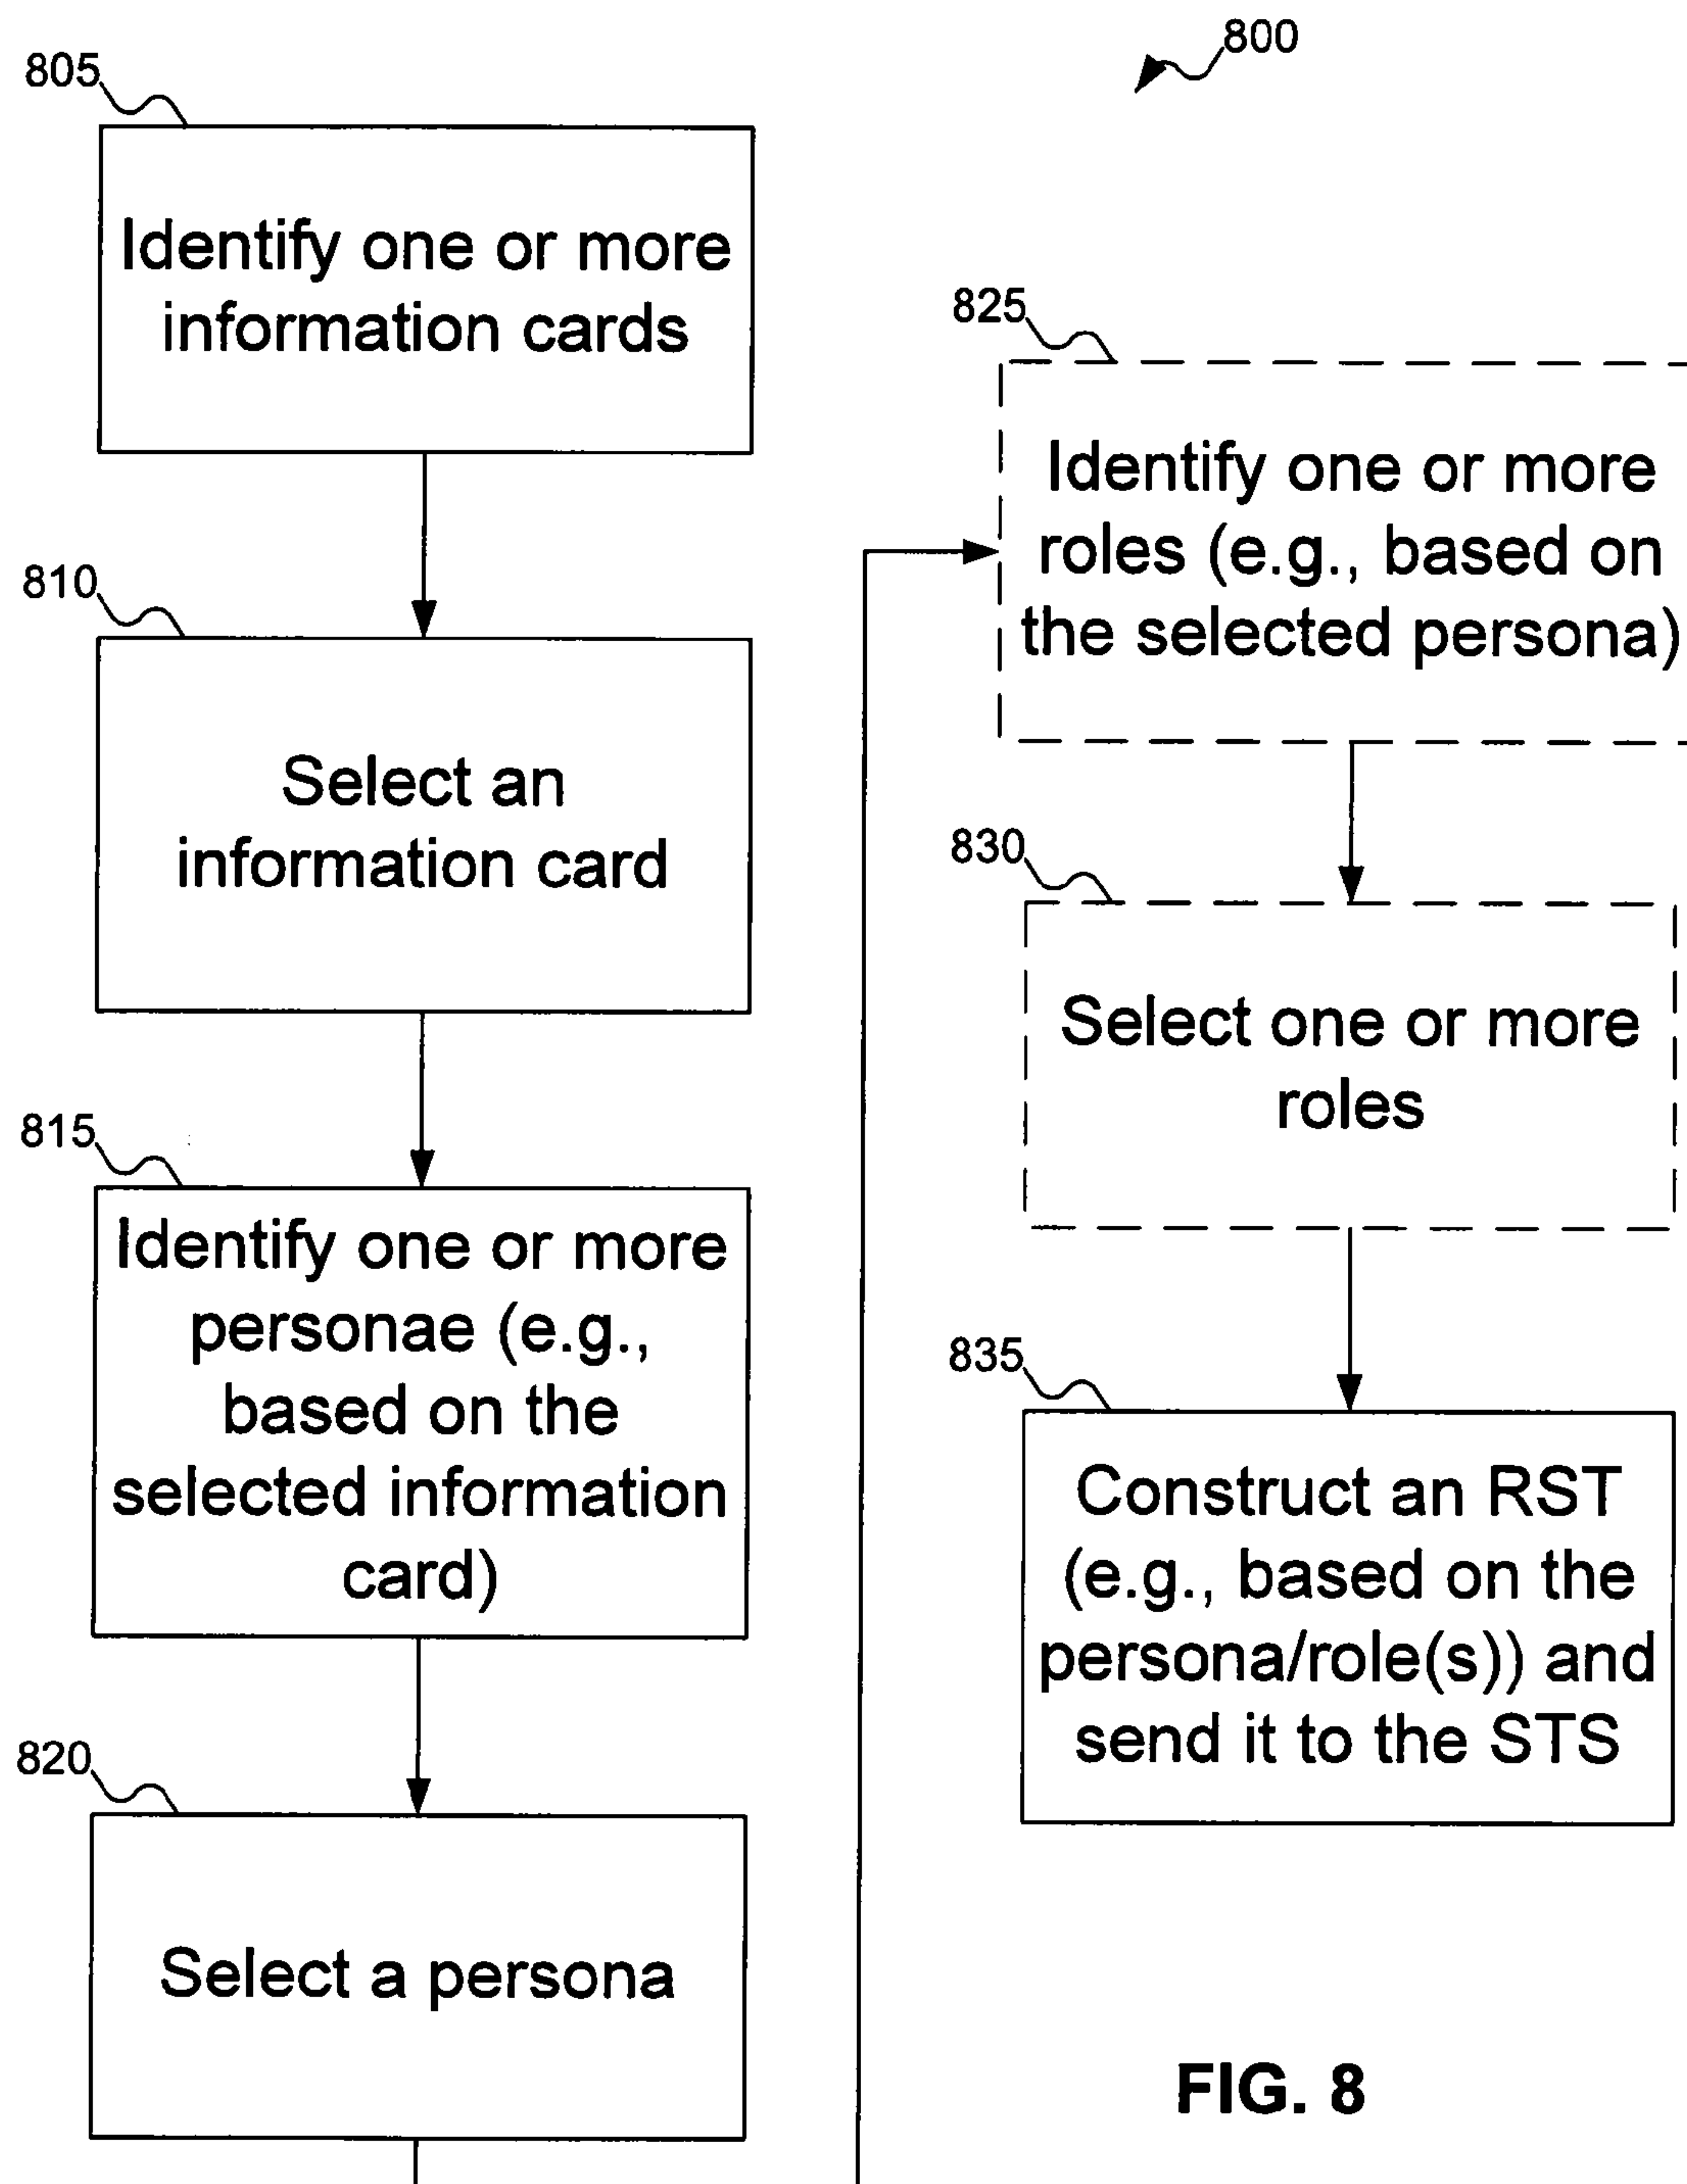 800
805
Identify one or more
information cards
810
Select an
information card
815
Identify one or more
personae (e.g.,
based on the
selected information
card)
820
Select a persona
825
Identify one or more
roles (e.g., based on
the selected persona)
830
Select one or more
roles
835
Construct an RST
(e.g., based on the
persona/role(s)) and
send it to the STS
FIG. 8